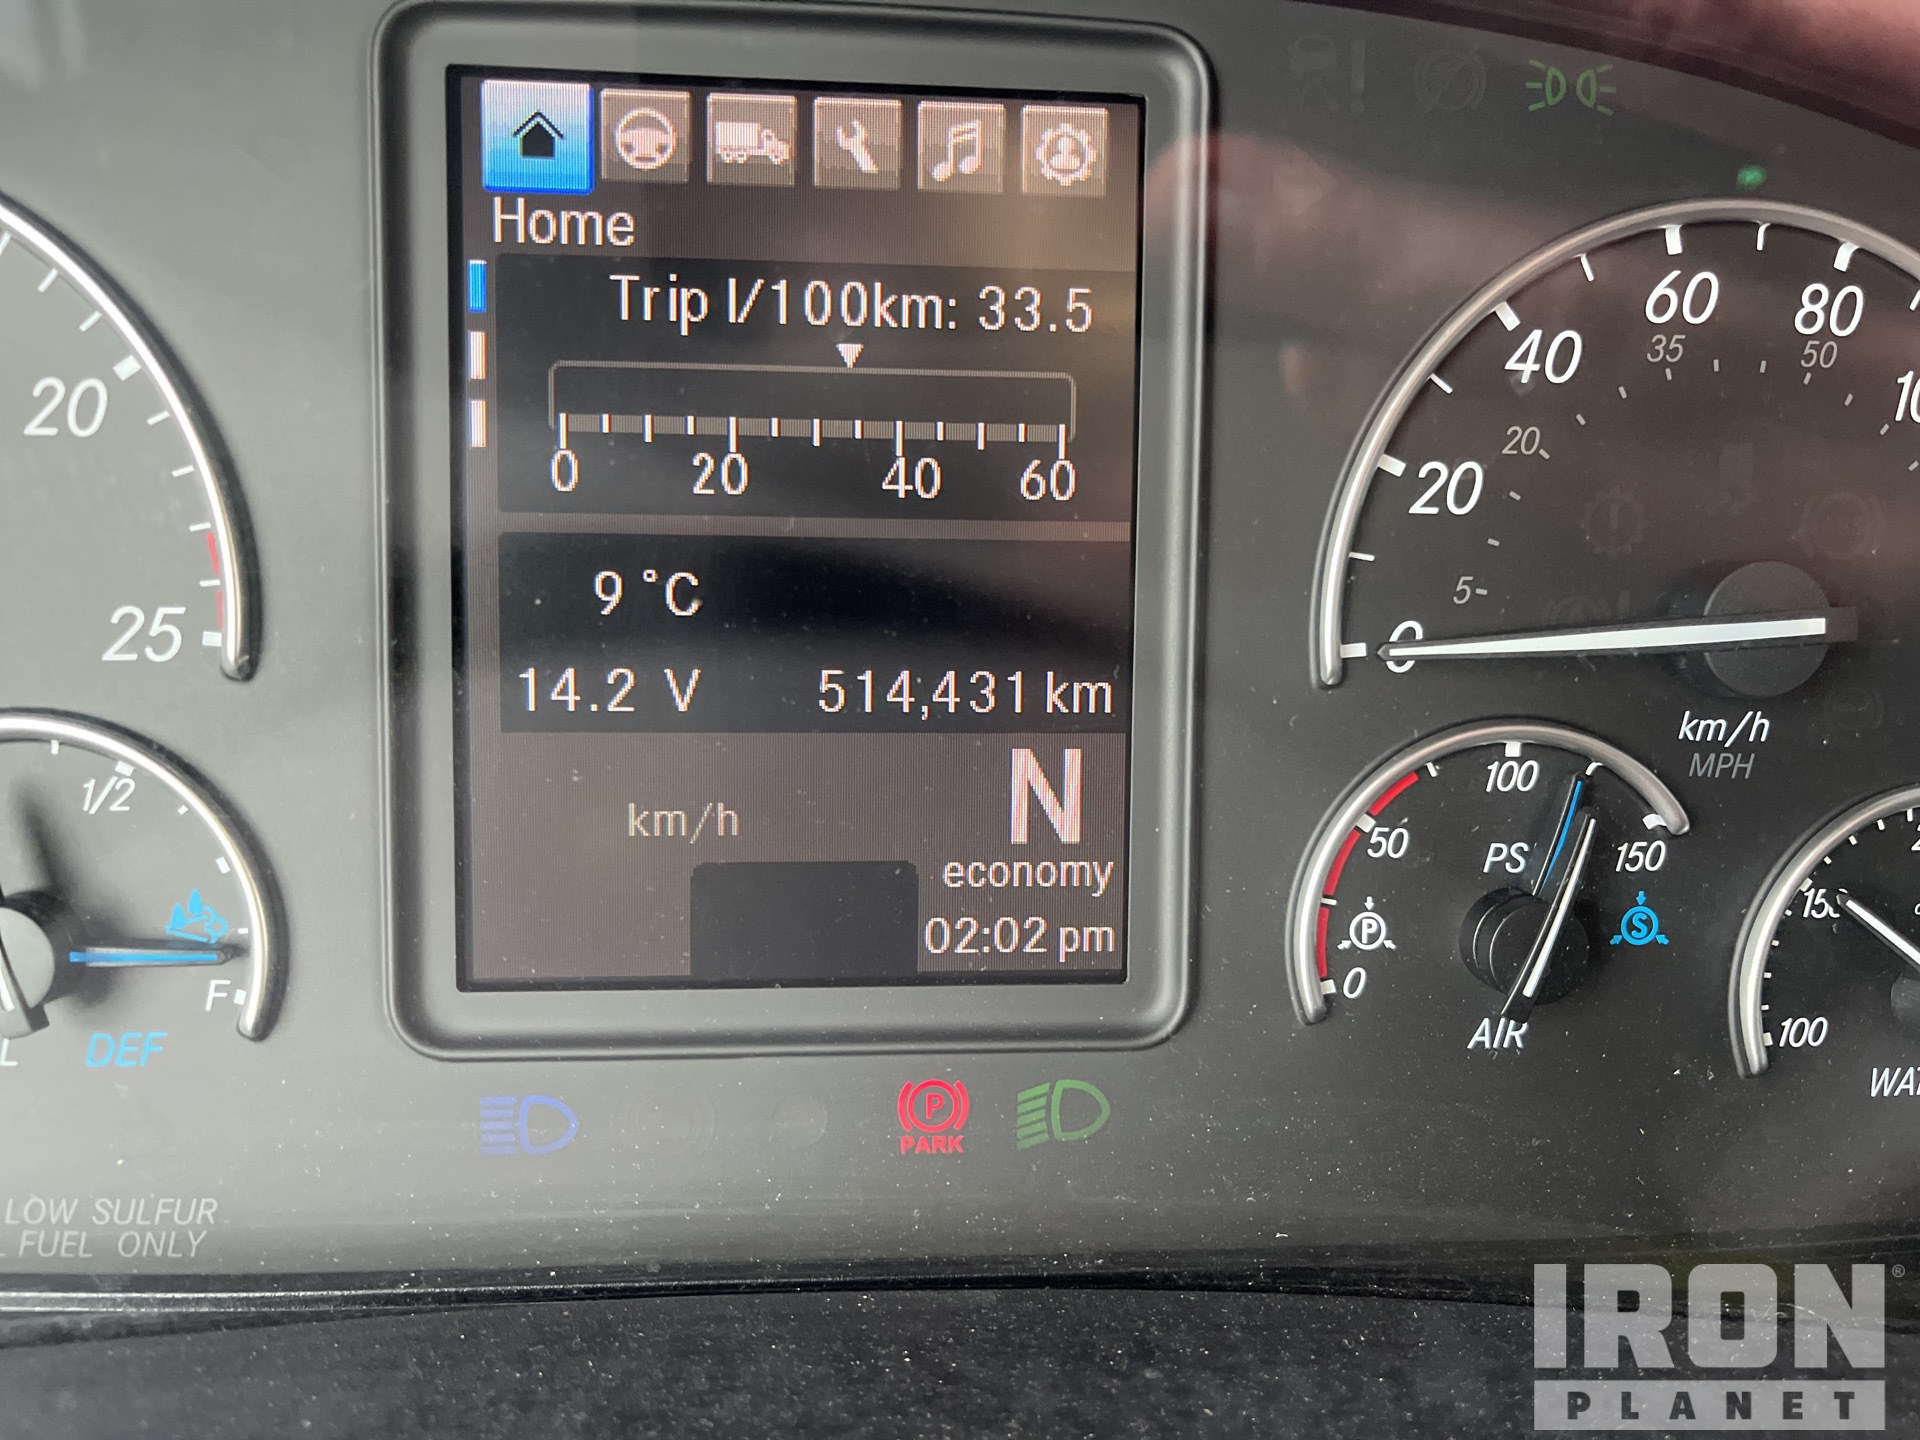 Home
Trip l/100km: 33.5
0 20 40 60
9 °C
14.2 V 514,431 km
km/h
N
economy
02:02 pm
20
25
1/2
F
DEF
LOW SULFUR
FUEL ONLY
P
PARK
0 20 40 60 80
5 20 35 50
km/h
MPH
0 50 100 150
PSI
P
S
AIR
100 150
IRON
PLANET
®